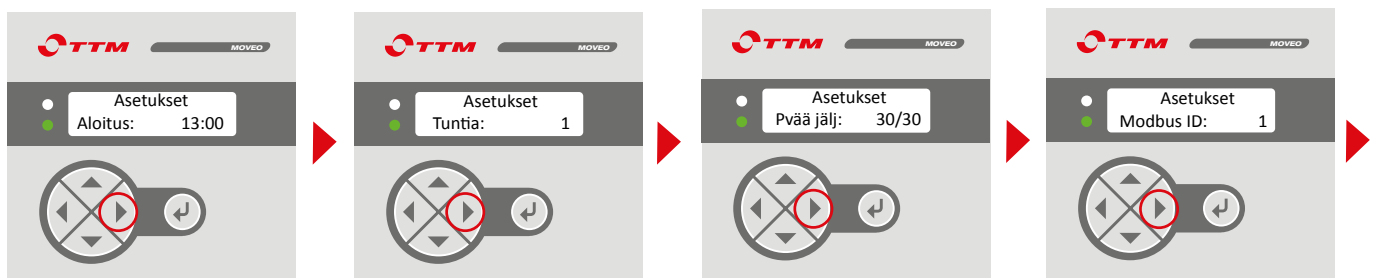 TTM MOVEO
Asetukset
Aloitus: 13:00
TTM MOVEO
Asetukset
Tuntia: 1
TTM MOVEO
Asetukset
Pvää jälj: 30/30
TTM MOVEO
Asetukset
Modbus ID: 1